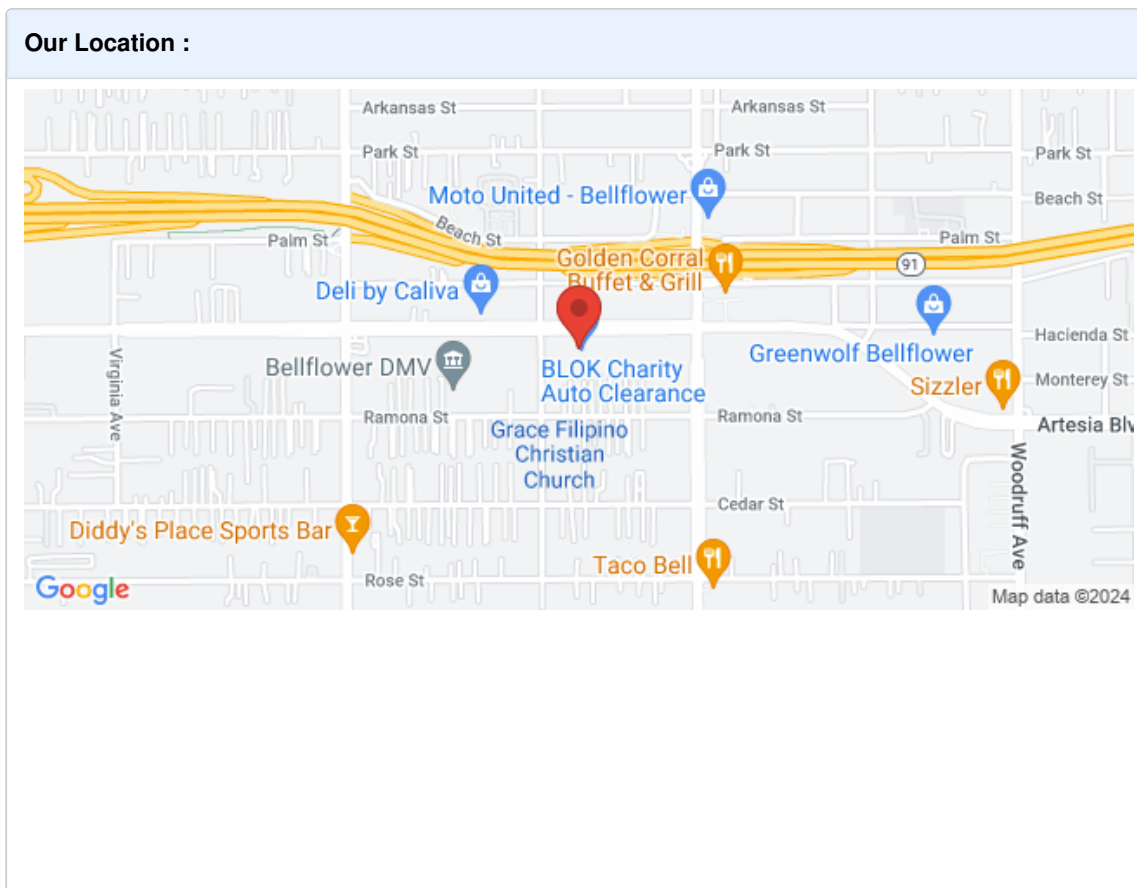 Our Location :
Arkansas St
Arkansas St
Park St
Park St
Park St
Moto United - Bellflower
Beach St
Beach St
Palm St
Palm St
Golden Corral
Buffet & Grill
91
Deli by Caliva
Hacienda St
Virginia Ave
Bellflower DMV
BLOK Charity
Auto Clearance
Greenwolf Bellflower
Sizzler
Monterey St
Ramona St
Ramona St
Artesia Blv
Grace Filipino
Christian
Church
Woodruff Ave
Cedar St
Diddy's Place Sports Bar
Taco Bell
Rose St
Google
Map data ©2024